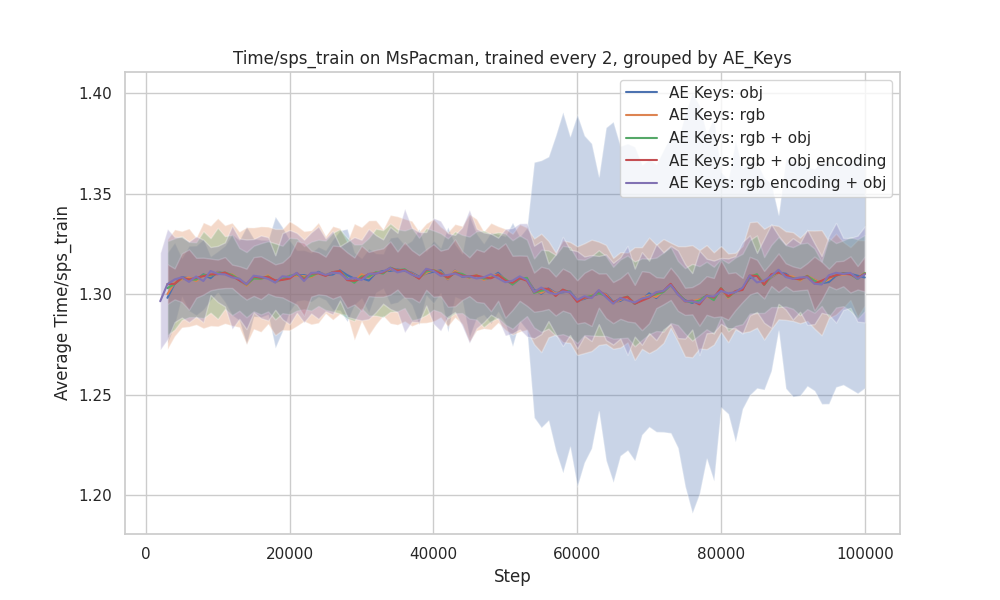 Time/sps_train on MsPacman, trained every 2, grouped by AE_Keys
1.40
1.35
1.30
1.25
1.20
Average Time/sps_train
AE Keys: obj
AE Keys: rgb
AE Keys: rgb + obj
AE Keys: rgb + obj encoding
AE Keys: rgb encoding + obj
0 20000 40000 60000 80000 100000
Step